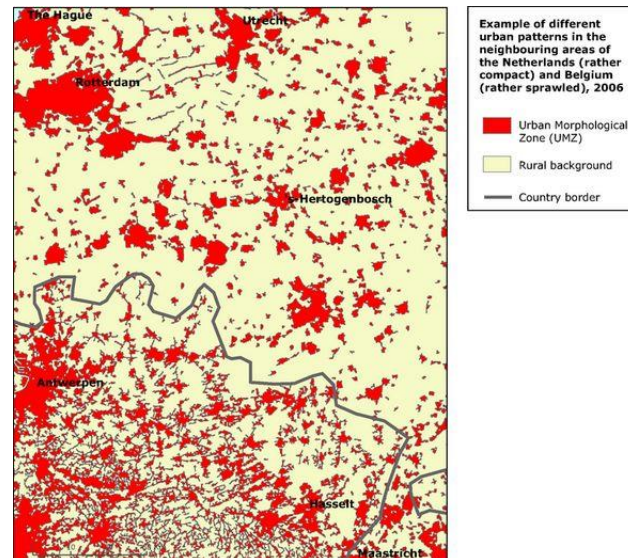 The Hague
Utrecht
Rotterdam
's-Hertogenbosch
Antwerpen
Hasselt
Maastricht
Example of different
urban patterns in the
neighbouring areas of
the Netherlands (rather
compact) and Belgium
(rather sprawled), 2006
Urban Morphological
Zone (UMZ)
Rural background
Country border